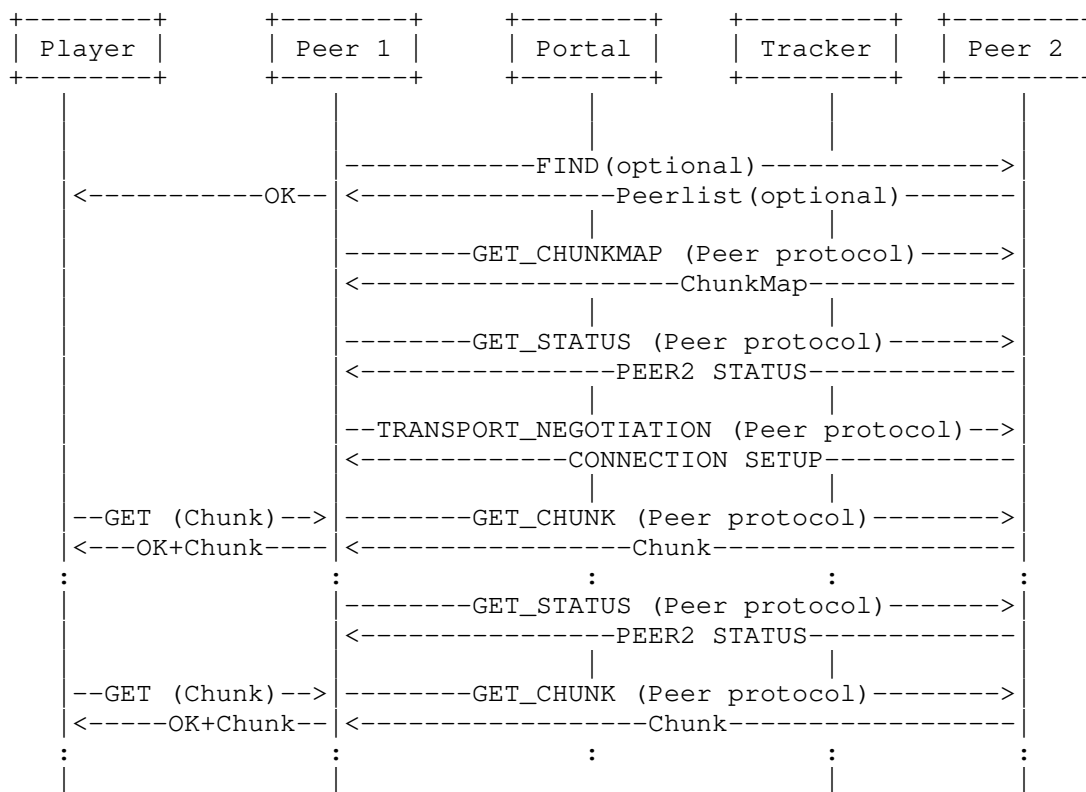 Player Peer 1 Portal Tracker Peer 2
FIND(optional)
OK Peerlist(optional)
GET_CHUNKMAP (Peer protocol)
ChunkMap
GET_STATUS (Peer protocol)
PEER2 STATUS
TRANSPORT_NEGOTIATION (Peer protocol)
CONNECTION SETUP
GET (Chunk) GET_CHUNK (Peer protocol)
OK+Chunk Chunk
GET_STATUS (Peer protocol)
PEER2 STATUS
GET (Chunk) GET_CHUNK (Peer protocol)
OK+Chunk Chunk